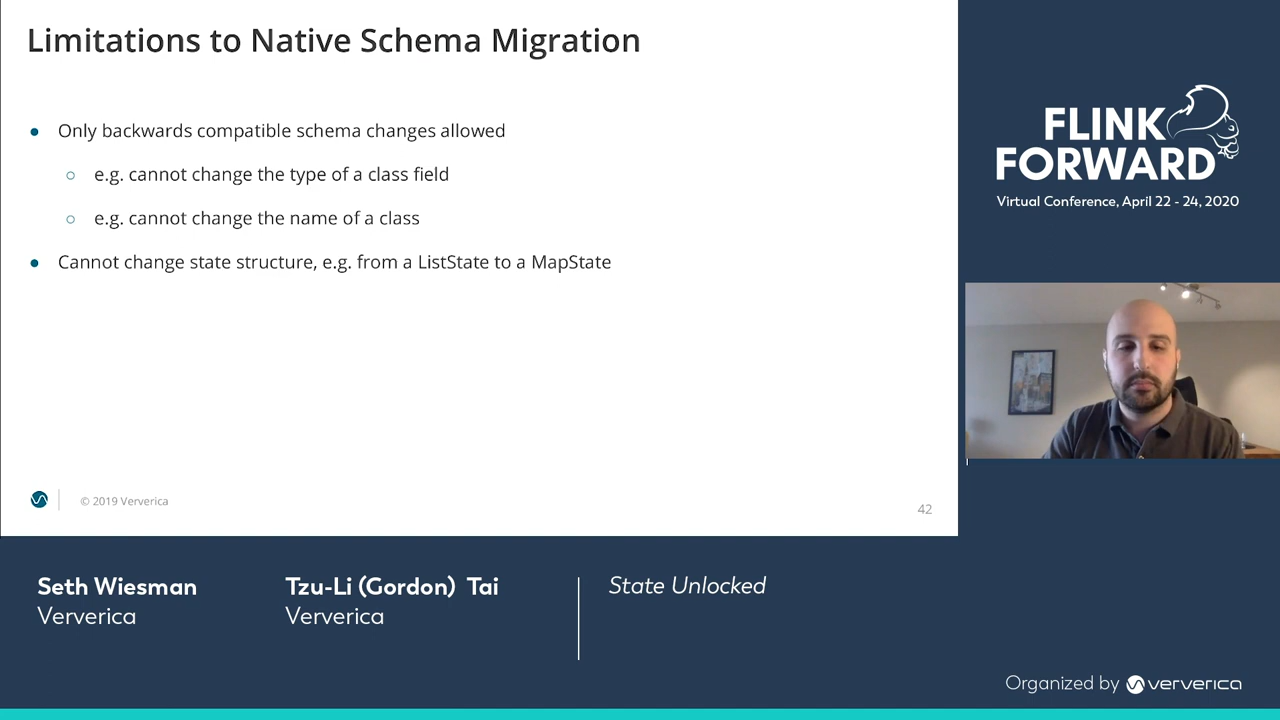 Limitations to Native Schema Migration
Only backwards compatible schema changes allowed
e.g. cannot change the type of a class field
e.g. cannot change the name of a class
Cannot change state structure, e.g. from a ListState to a MapState
© 2019 Ververica
42
FLINK
FORWARD
Virtual Conference, April 22 - 24, 2020
Seth Wiesman
Ververica
Tzu-Li (Gordon) Tai
Ververica
State Unlocked
Organized by ververica